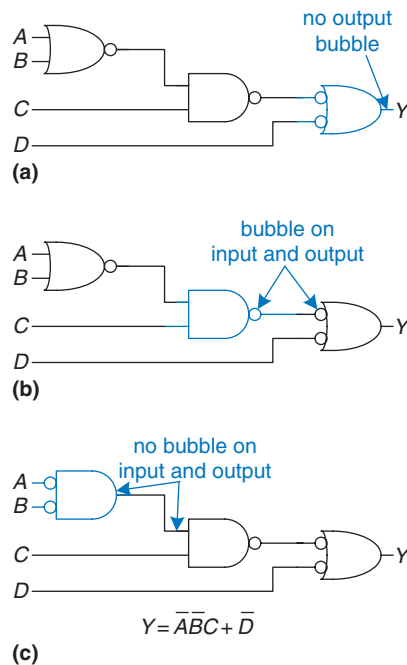 no output
bubble
A
B
C
Y
D
(a)
bubble on
input and output
A
B
C
Y
D
(b)
no bubble on
input and output
A
B
C
Y
D
Y = A̅B̅C + D̅
(c)